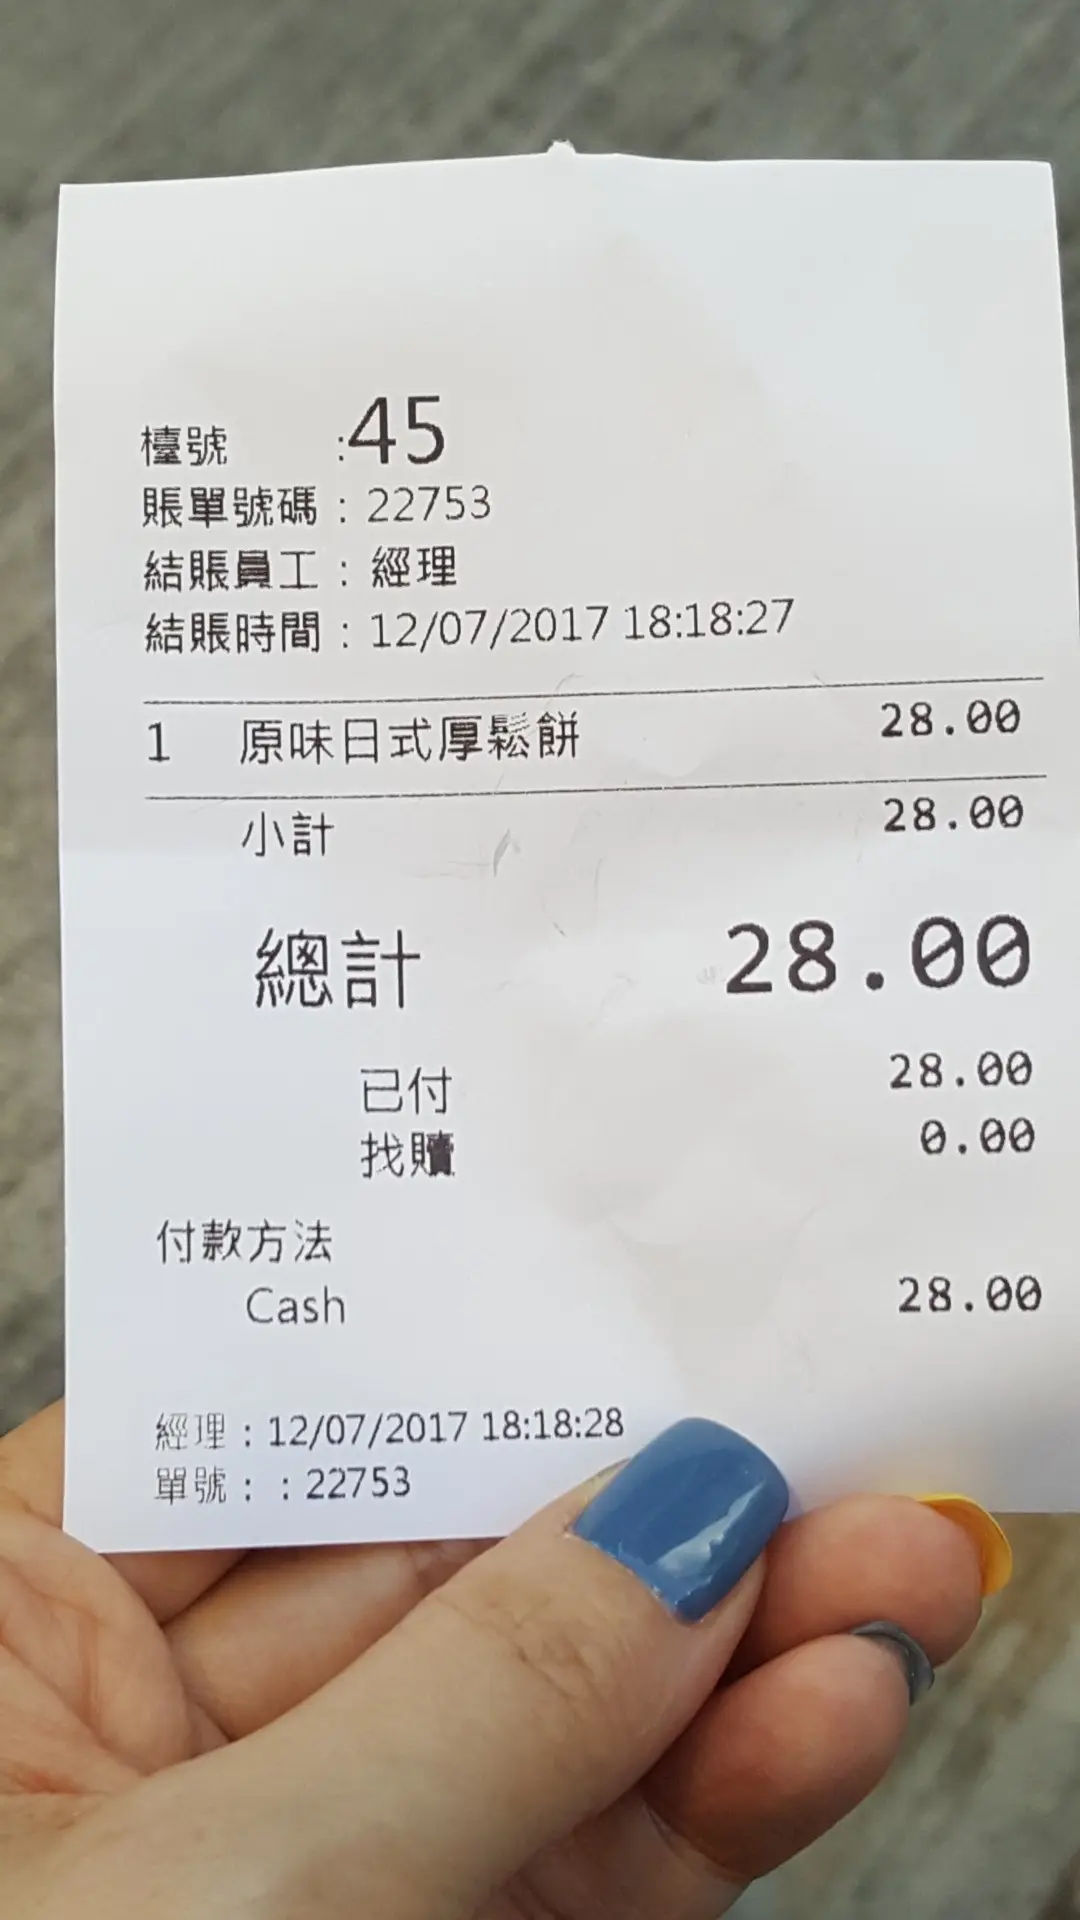 檯號 :45
賬單號碼 : 22753
結賬員工 : 經理
結賬時間 : 12/07/2017 18:18:27
1 原味日式厚鬆餅 28.00
小計 28.00
總計 28.00
已付 28.00
找贖 0.00
付款方法
Cash 28.00
經理 : 12/07/2017 18:18:28
單號 : : 22753